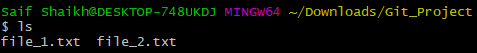 Saif Shaikh@DESKTOP-748UKDJ MINGW64 ~/Downloads/Git_Project
$ ls
file_1.txt  file_2.txt